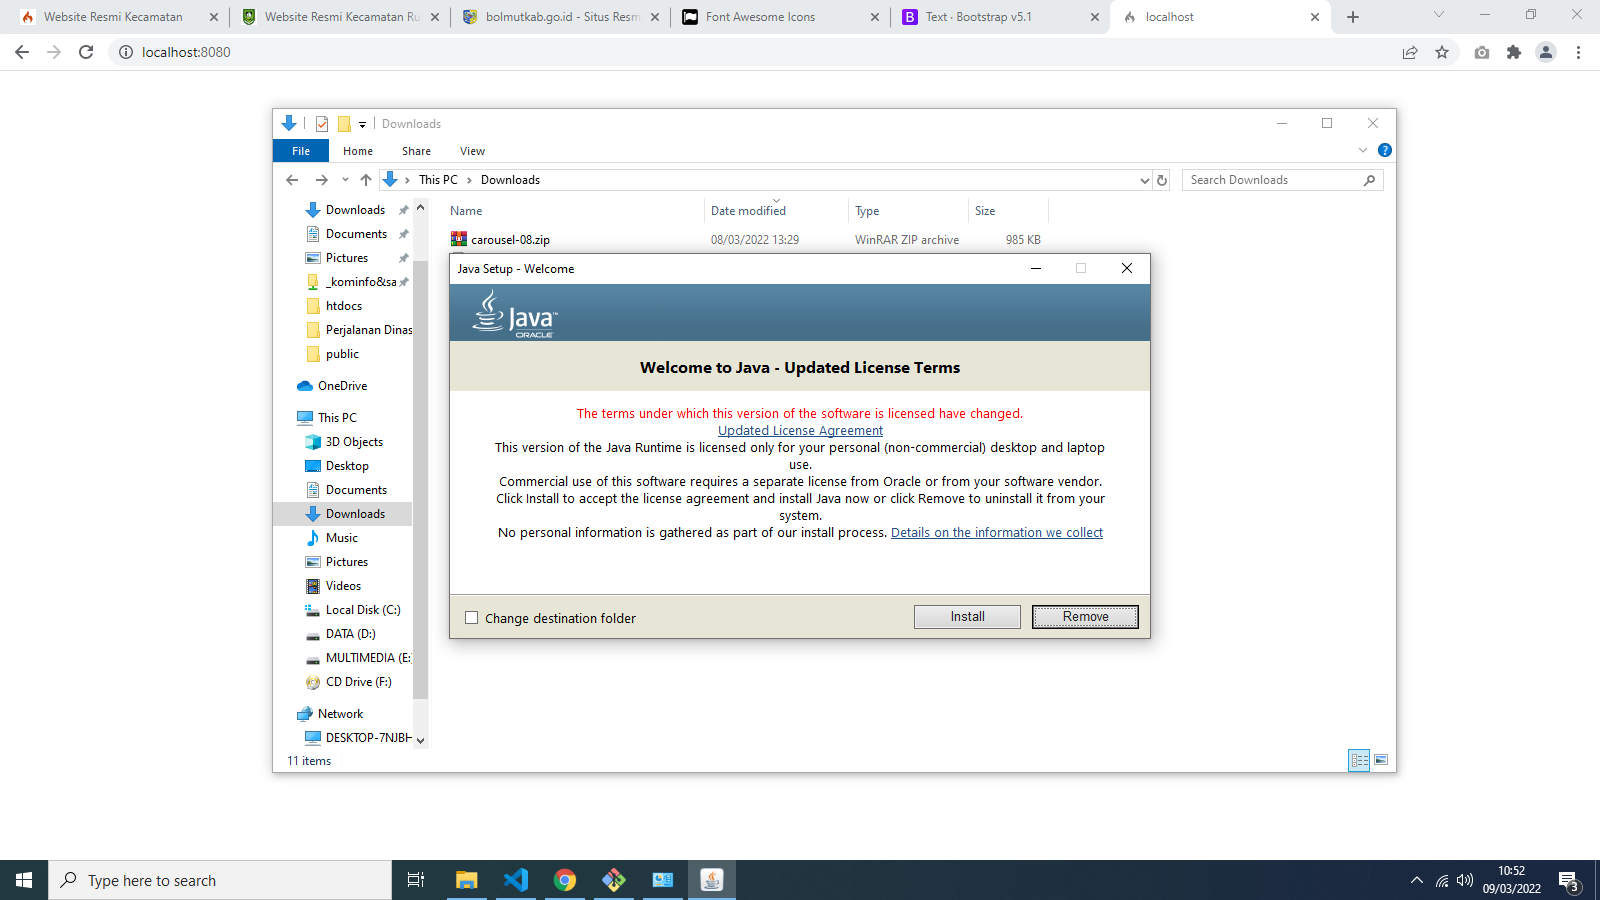 Website Resmi Kecamatan
Website Resmi Kecamatan Ru
bolmutkab.go.id - Situs Resm
Font Awesome Icons
Text · Bootstrap v5.1
localhost
localhost:8080
Downloads
File
Home
Share
View
This PC
Downloads
Search Downloads
Downloads
Documents
Pictures
_kominfo&sa
htdocs
Perjalanan Dinas
public
OneDrive
This PC
3D Objects
Desktop
Documents
Downloads
Music
Pictures
Videos
Local Disk (C:)
DATA (D:)
MULTIMEDIA (E:)
CD Drive (F:)
Network
DESKTOP-7NJBH
Name
Date modified
Type
Size
carousel-08.zip
08/03/2022 13:29
WinRAR ZIP archive
985 KB
Java Setup - Welcome
Java™
ORACLE
Welcome to Java - Updated License Terms
The terms under which this version of the software is licensed have changed.
Updated License Agreement
This version of the Java Runtime is licensed only for your personal (non-commercial) desktop and laptop
use.
Commercial use of this software requires a separate license from Oracle or from your software vendor.
Click Install to accept the license agreement and install Java now or click Remove to uninstall it from your
system.
No personal information is gathered as part of our install process. Details on the information we collect
Change destination folder
Install
Remove
11 items
Type here to search
10:52
09/03/2022
3